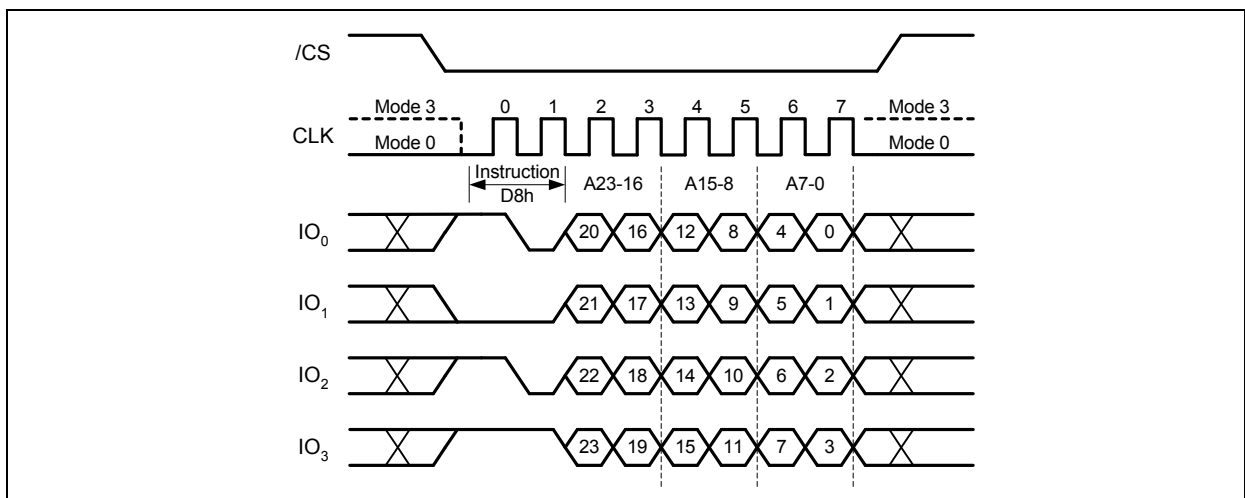 /CS
Mode 3 0 1 2 3 4 5 6 7 Mode 3
CLK
Mode 0 Mode 0
Instruction
D8h A23-16 A15-8 A7-0
IO0 20 16 12 8 4 0
IO1 21 17 13 9 5 1
IO2 22 18 14 10 6 2
IO3 23 19 15 11 7 3